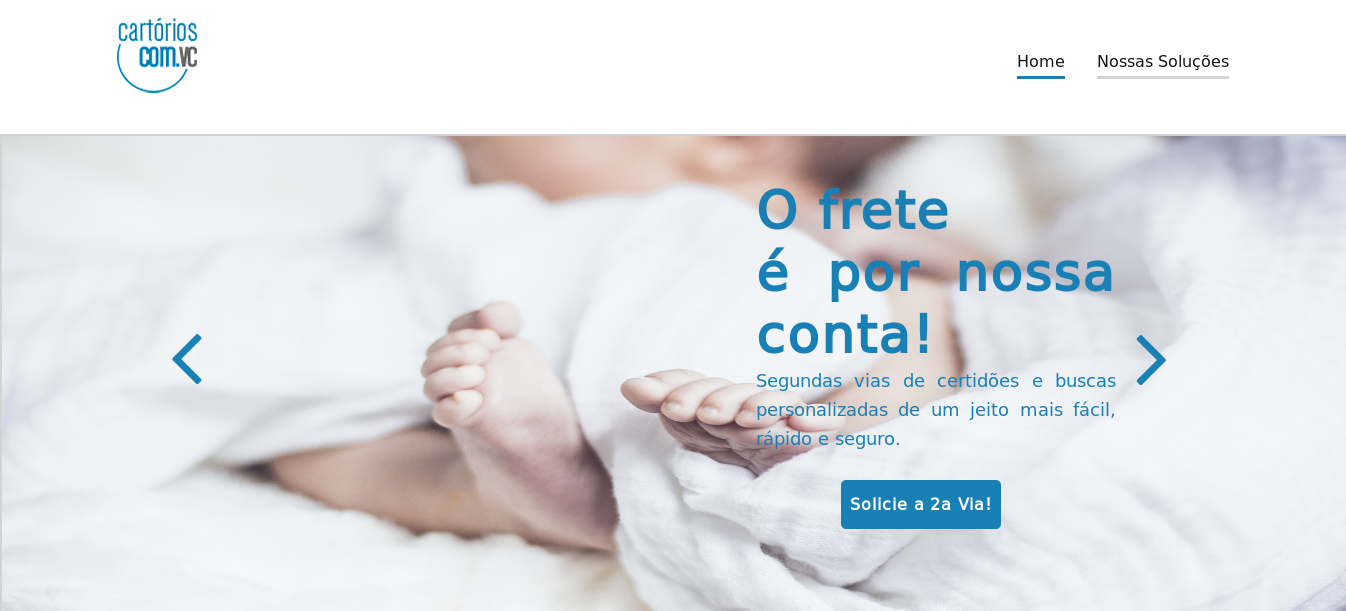 cartórios
COM.VC
Home
Nossas Soluções
O frete
é por nossa
conta!
Segundas vias de certidões e buscas
personalizadas de um jeito mais fácil,
rápido e seguro.
Solicie a 2a Via!